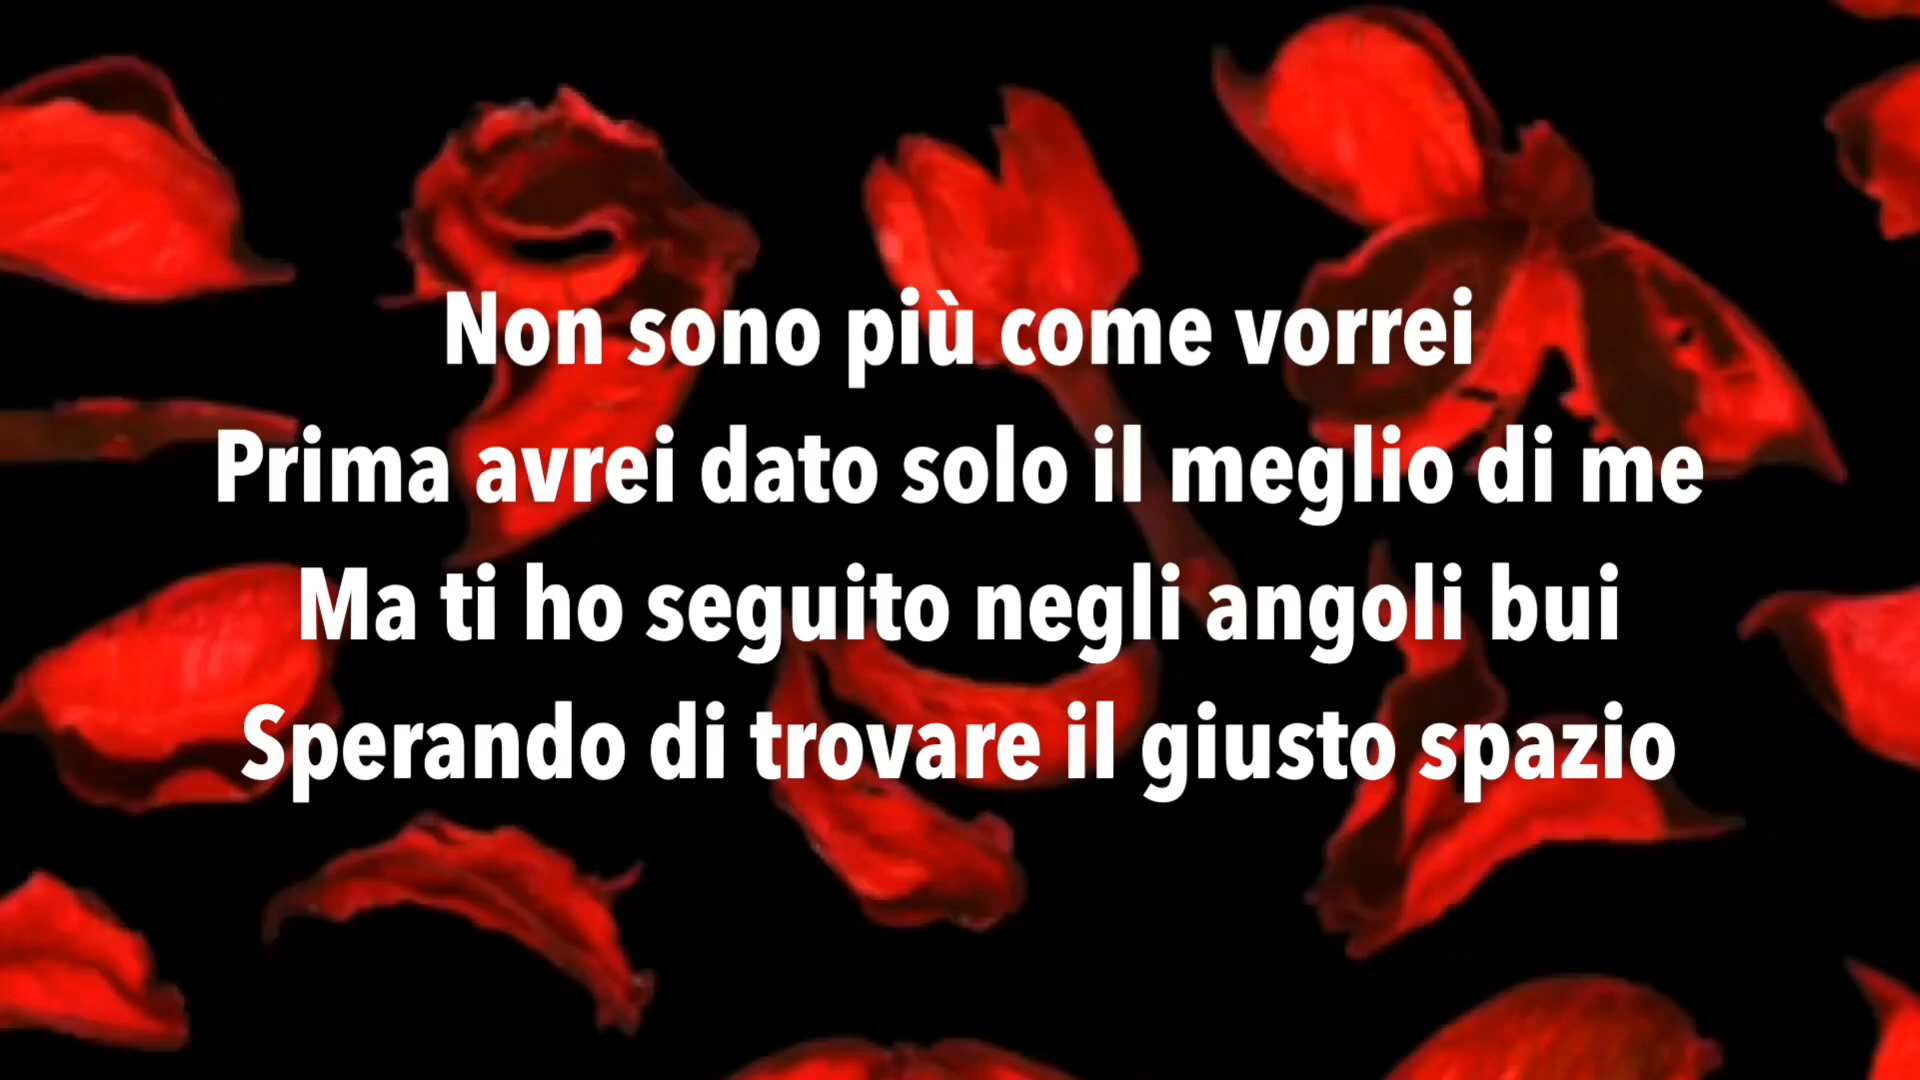 Non sono più come vorrei
Prima avrei dato solo il meglio di me
Ma ti ho seguito negli angoli bui
Sperando di trovare il giusto spazio